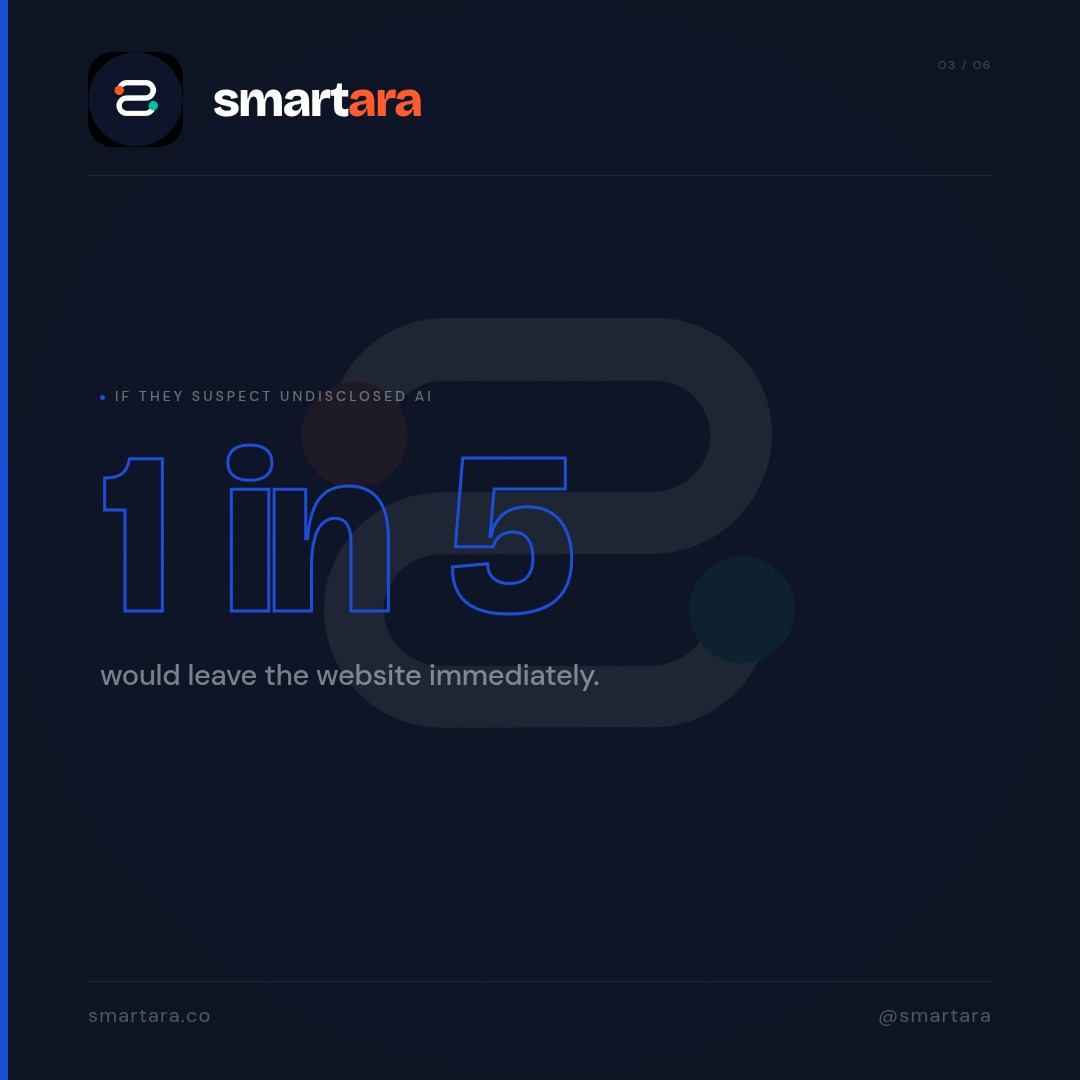 smartara
03 / 06
IF THEY SUSPECT UNDISCLOSED AI
1 in 5
would leave the website immediately.
smartara.co
@smartara